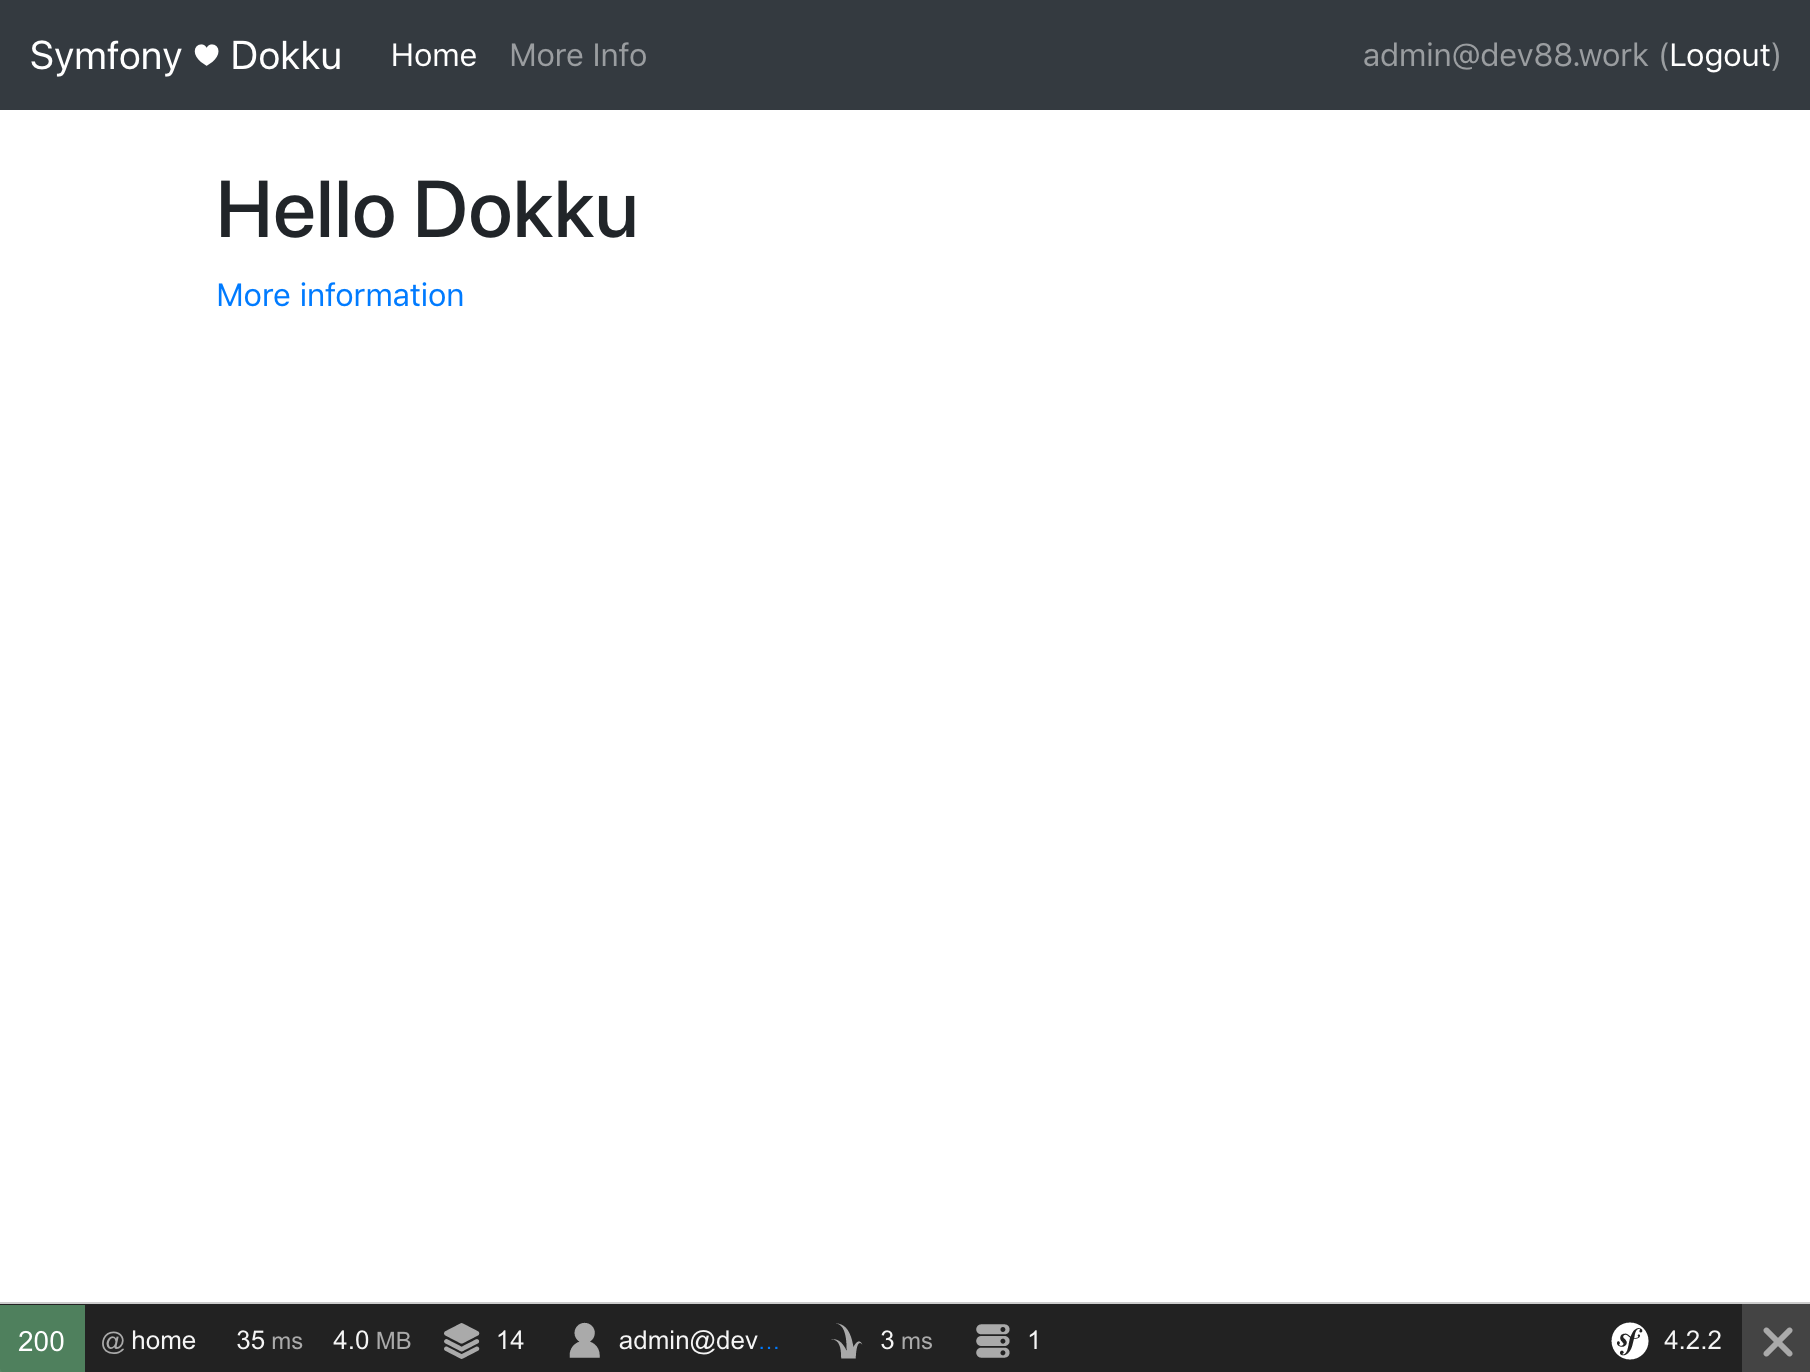 Symfony ♥ Dokku Home More Info admin@dev88.work (Logout)
Hello Dokku
More information
200 @ home 35 ms 4.0 MB 14 admin@dev... 3 ms 1 sf 4.2.2